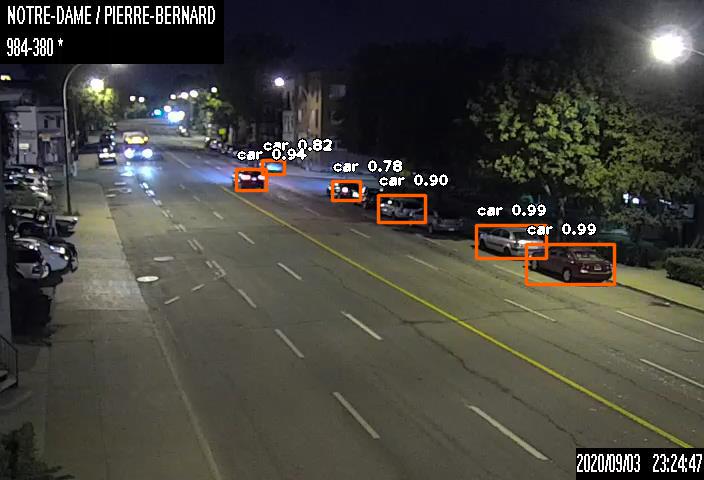 NOTRE-DAME / PIERRE-BERNARD
984-380 *
car 0.82
car 0.94
car 0.78
car 0.90
car 0.99
car 0.99
2020/09/03 23:24:47